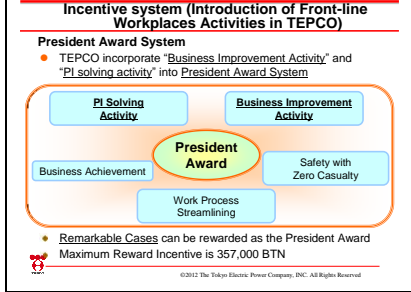 Incentive system (Introduction of Front-line
Workplaces Activities in TEPCO)
President Award System
TEPCO incorporate “Business Improvement Activity” and
“PI solving activity” into President Award System
PI Solving
Activity
Business Improvement
Activity
President
Award
Business Achievement
Safety with
Zero Casualty
Work Process
Streamlining
Remarkable Cases can be rewarded as the President Award
Maximum Reward Incentive is 357,000 BTN
©2012 The Tokyo Electric Power Company, INC. All Rights Reserved